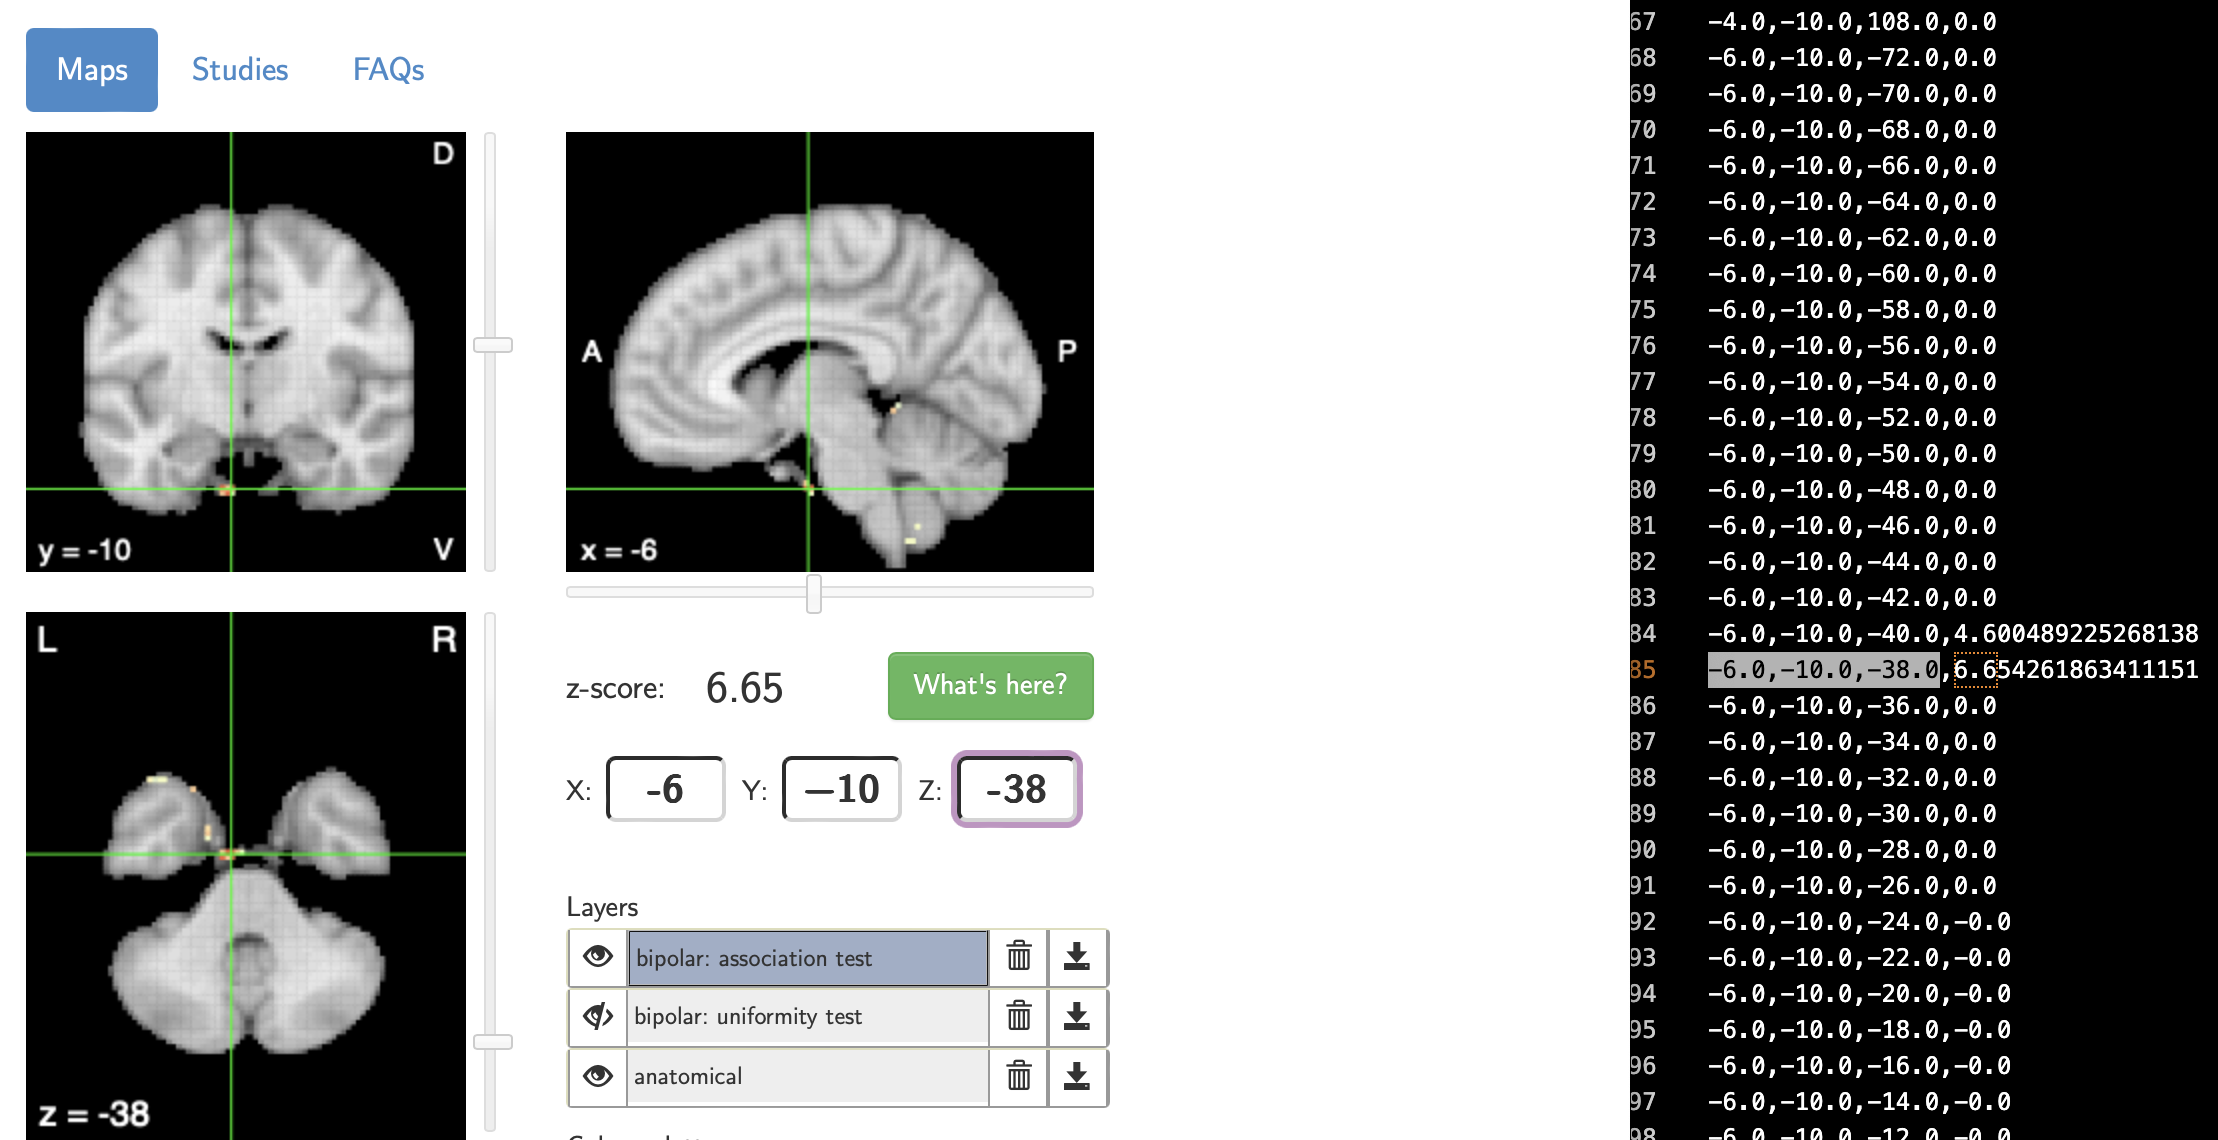 Maps Studies FAQs
D
y = -10
V
A
P
x = -6
L
R
z = -38
z-score: 6.65 What's here?
X: -6 Y: −10 Z: -38
Layers
bipolar: association test
bipolar: uniformity test
anatomical
67 −4.0,−10.0,108.0,0.0
68 −6.0,−10.0,−72.0,0.0
69 −6.0,−10.0,−70.0,0.0
70 −6.0,−10.0,−68.0,0.0
71 −6.0,−10.0,−66.0,0.0
72 −6.0,−10.0,−64.0,0.0
73 −6.0,−10.0,−62.0,0.0
74 −6.0,−10.0,−60.0,0.0
75 −6.0,−10.0,−58.0,0.0
76 −6.0,−10.0,−56.0,0.0
77 −6.0,−10.0,−54.0,0.0
78 −6.0,−10.0,−52.0,0.0
79 −6.0,−10.0,−50.0,0.0
80 −6.0,−10.0,−48.0,0.0
81 −6.0,−10.0,−46.0,0.0
82 −6.0,−10.0,−44.0,0.0
83 −6.0,−10.0,−42.0,0.0
84 −6.0,−10.0,−40.0,4.600489225268138
85 −6.0,−10.0,−38.0,6.654261863411151
86 −6.0,−10.0,−36.0,0.0
87 −6.0,−10.0,−34.0,0.0
88 −6.0,−10.0,−32.0,0.0
89 −6.0,−10.0,−30.0,0.0
90 −6.0,−10.0,−28.0,0.0
91 −6.0,−10.0,−26.0,0.0
92 −6.0,−10.0,−24.0,−0.0
93 −6.0,−10.0,−22.0,−0.0
94 −6.0,−10.0,−20.0,−0.0
95 −6.0,−10.0,−18.0,−0.0
96 −6.0,−10.0,−16.0,−0.0
97 −6.0,−10.0,−14.0,−0.0
98 −6.0,−10.0,−12.0,−0.0